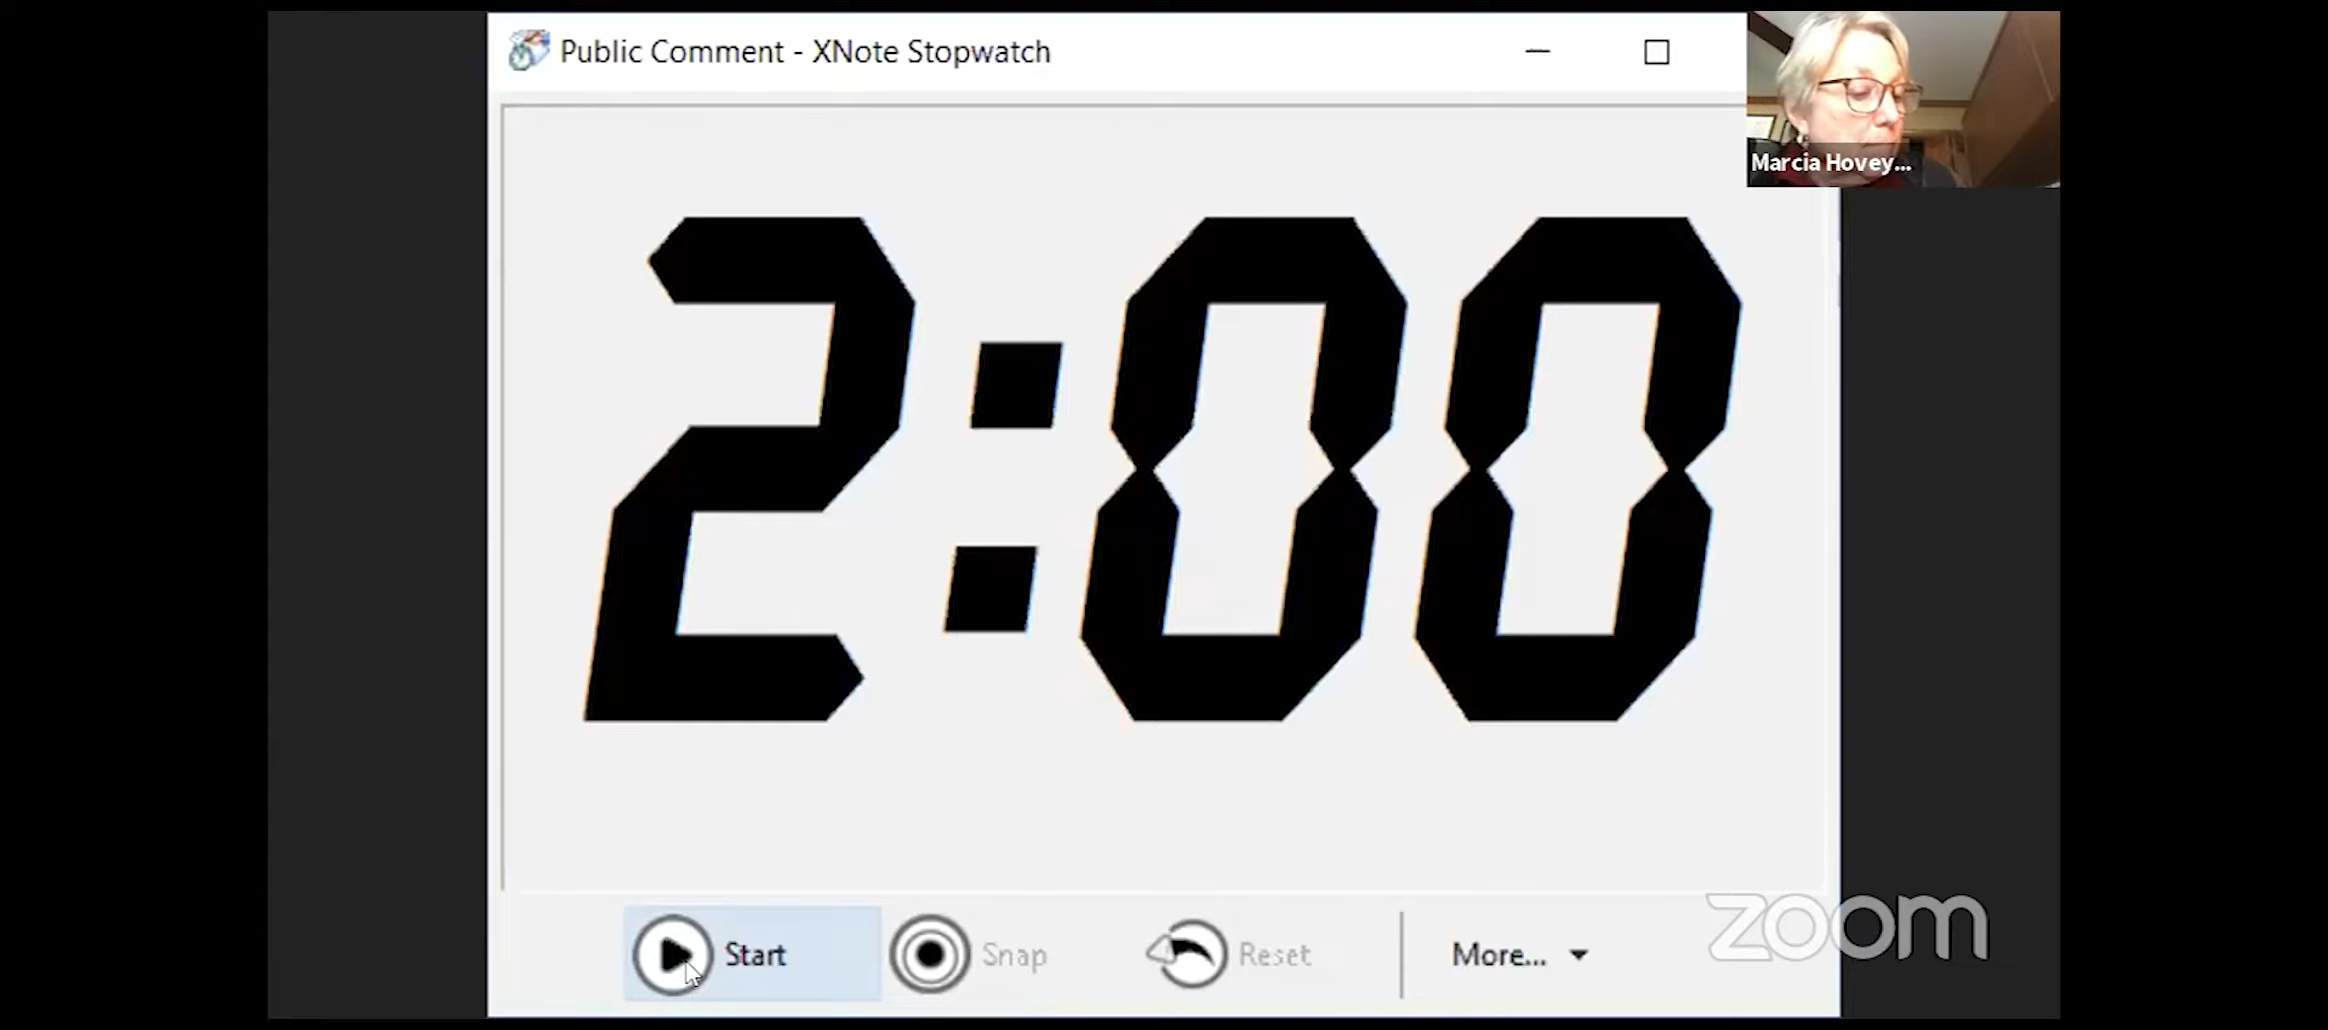 Public Comment - XNote Stopwatch
Marcia Hovey...
2:00
Start
Snap
Reset
More...
zoom